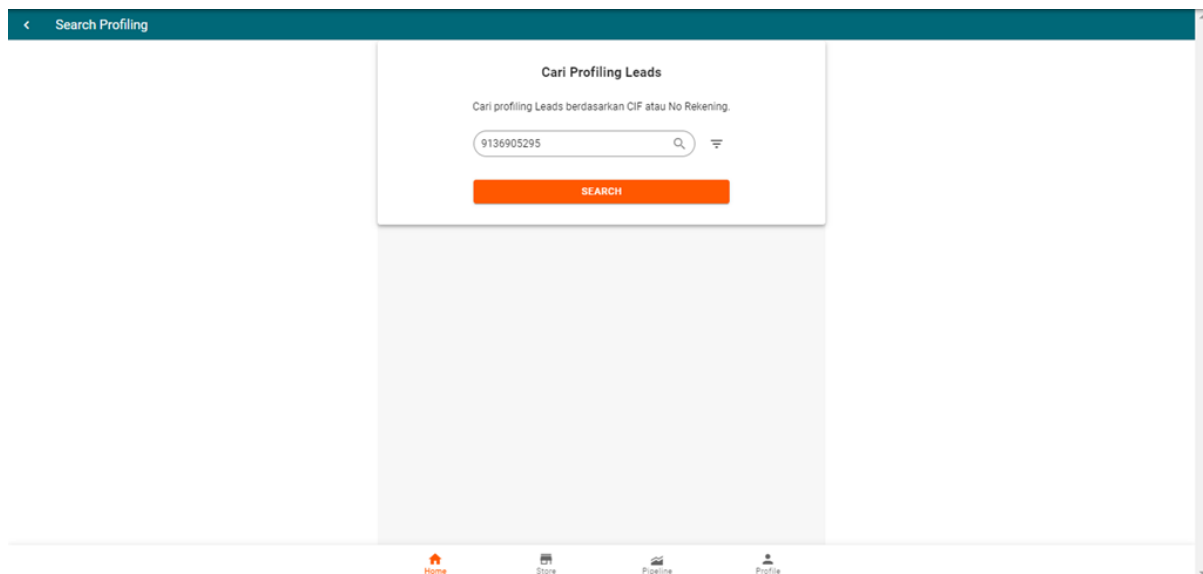 Search Profiling
Cari Profiling Leads
Cari profiling Leads berdasarkan CIF atau No Rekening.
9136905295
SEARCH
Home
Store
Pipeline
Profile